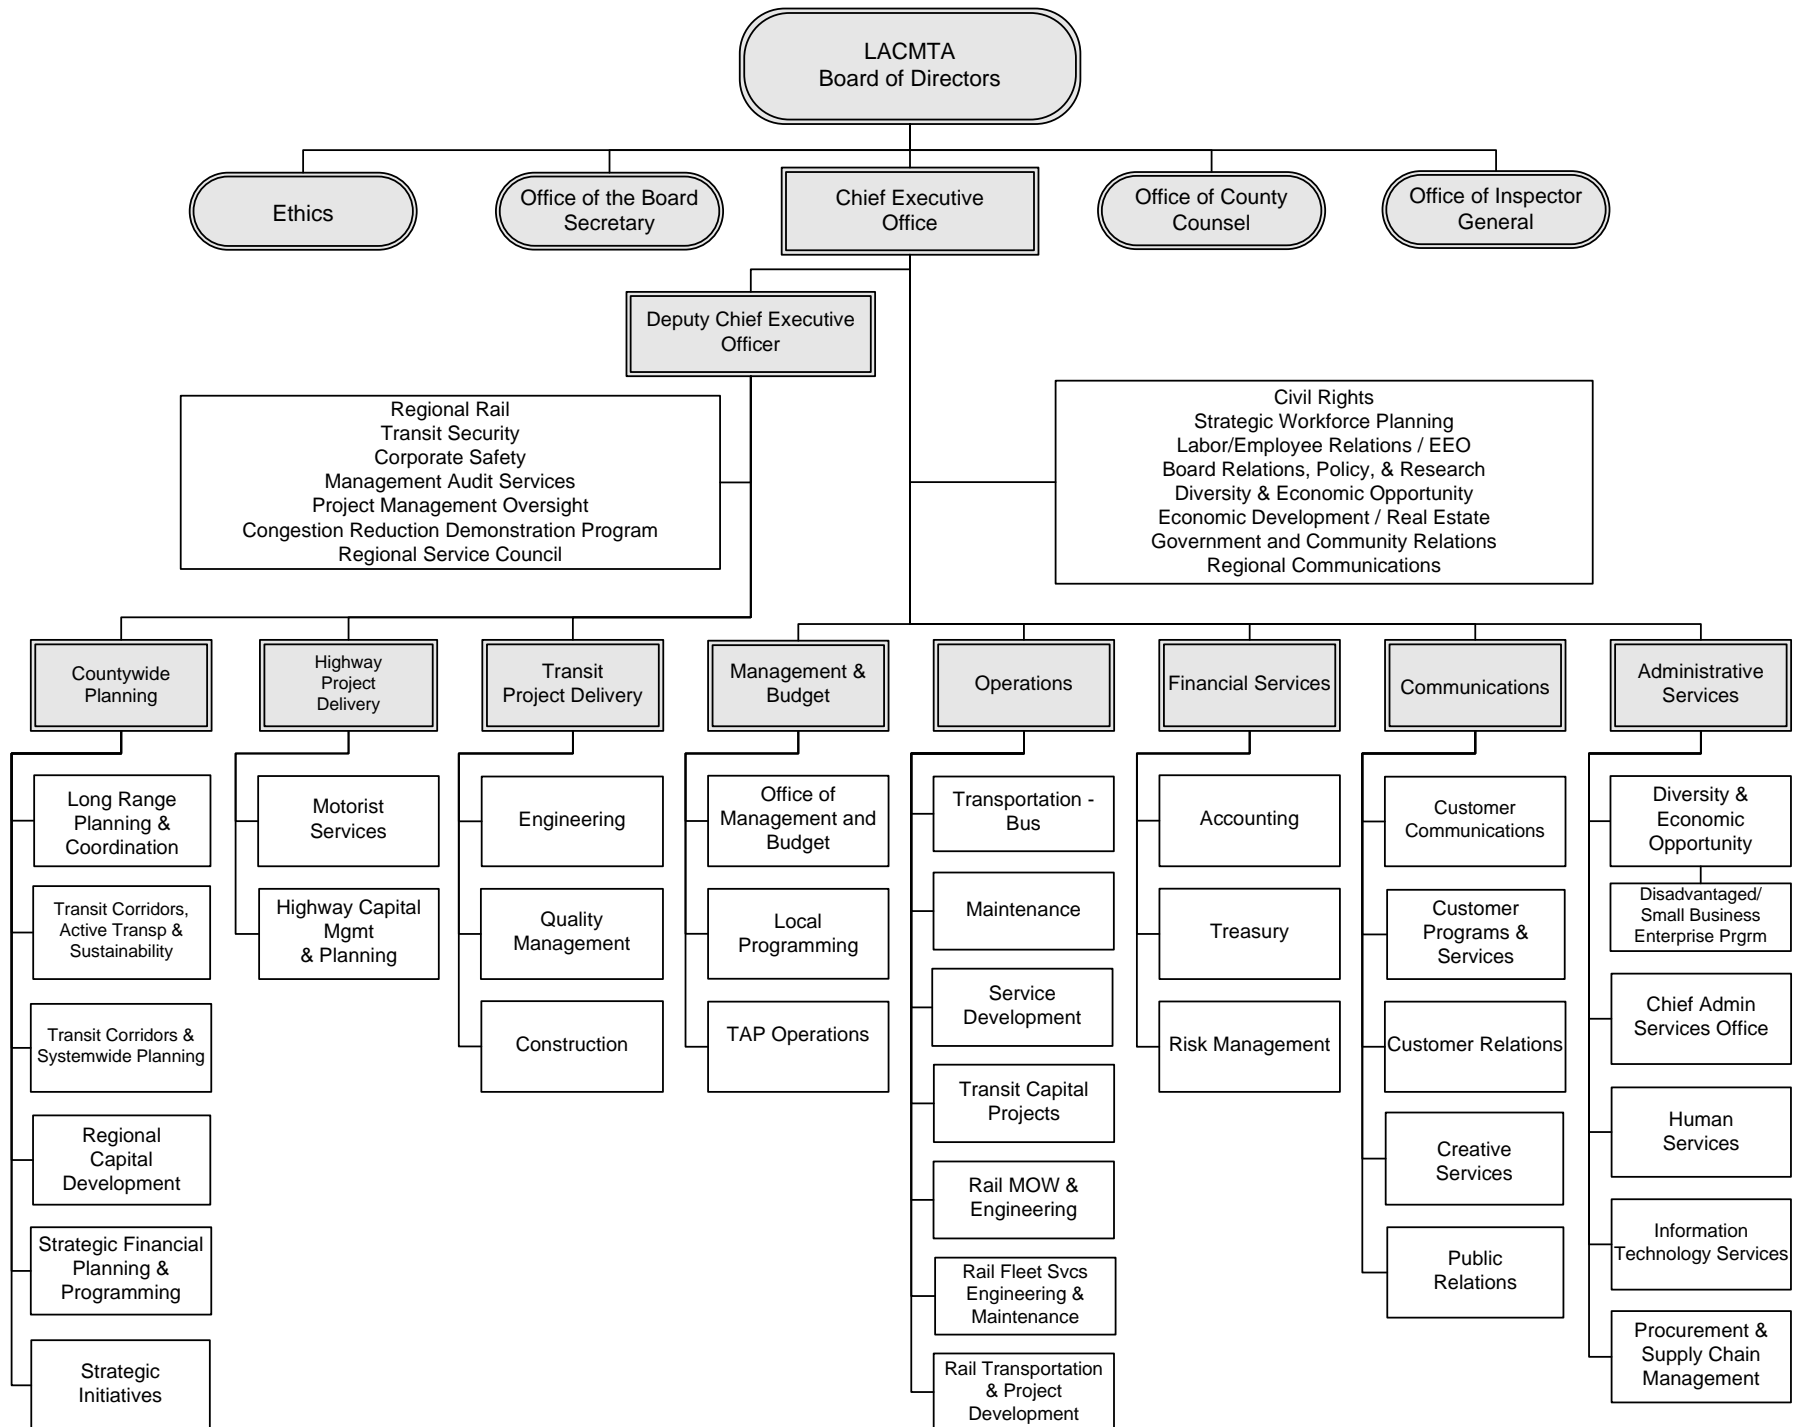 LACMTA
Board of Directors
Ethics
Office of the Board
Secretary
Chief Executive
Office
Office of County
Counsel
Office of Inspector
General
Deputy Chief Executive
Officer
Regional Rail
Transit Security
Corporate Safety
Management Audit Services
Project Management Oversight
Congestion Reduction Demonstration Program
Regional Service Council
Civil Rights
Strategic Workforce Planning
Labor/Employee Relations / EEO
Board Relations, Policy, & Research
Diversity & Economic Opportunity
Economic Development / Real Estate
Government and Community Relations
Regional Communications
Countywide
Planning
Highway
Project
Delivery
Transit
Project Delivery
Management &
Budget
Operations
Financial Services
Communications
Administrative
Services
Long Range
Planning &
Coordination
Transit Corridors,
Active Transp &
Sustainability
Transit Corridors &
Systemwide Planning
Regional
Capital
Development
Strategic Financial
Planning &
Programming
Strategic
Initiatives
Motorist
Services
Highway Capital
Mgmt
& Planning
Engineering
Quality
Management
Construction
Office of
Management and
Budget
Local
Programming
TAP Operations
Transportation -
Bus
Maintenance
Service
Development
Transit Capital
Projects
Rail MOW &
Engineering
Rail Fleet Svcs
Engineering &
Maintenance
Rail Transportation
& Project
Development
Accounting
Treasury
Risk Management
Customer
Communications
Customer
Programs &
Services
Customer Relations
Creative
Services
Public
Relations
Diversity &
Economic
Opportunity
Disadvantaged/
Small Business
Enterprise Prgrm
Chief Admin
Services Office
Human
Services
Information
Technology Services
Procurement &
Supply Chain
Management